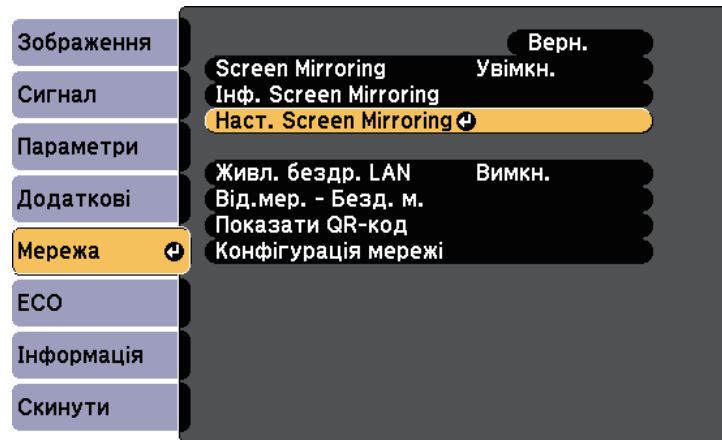 Зображення
Сигнал
Параметри
Додаткові
Мережа
ECO
Інформація
Скинути
Верн.
Screen Mirroring Увімкн.
Інф. Screen Mirroring
Наст. Screen Mirroring
Живл. бездр. LAN Вимкн.
Від.мер. - Безд. м.
Показати QR-код
Конфігурація мережі